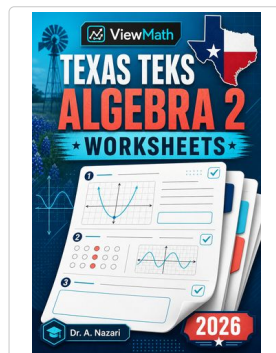 ViewMath
TEXAS TEKS
ALGEBRA 2
★ WORKSHEETS ★
1
2
3
Dr. A. Nazari
2026